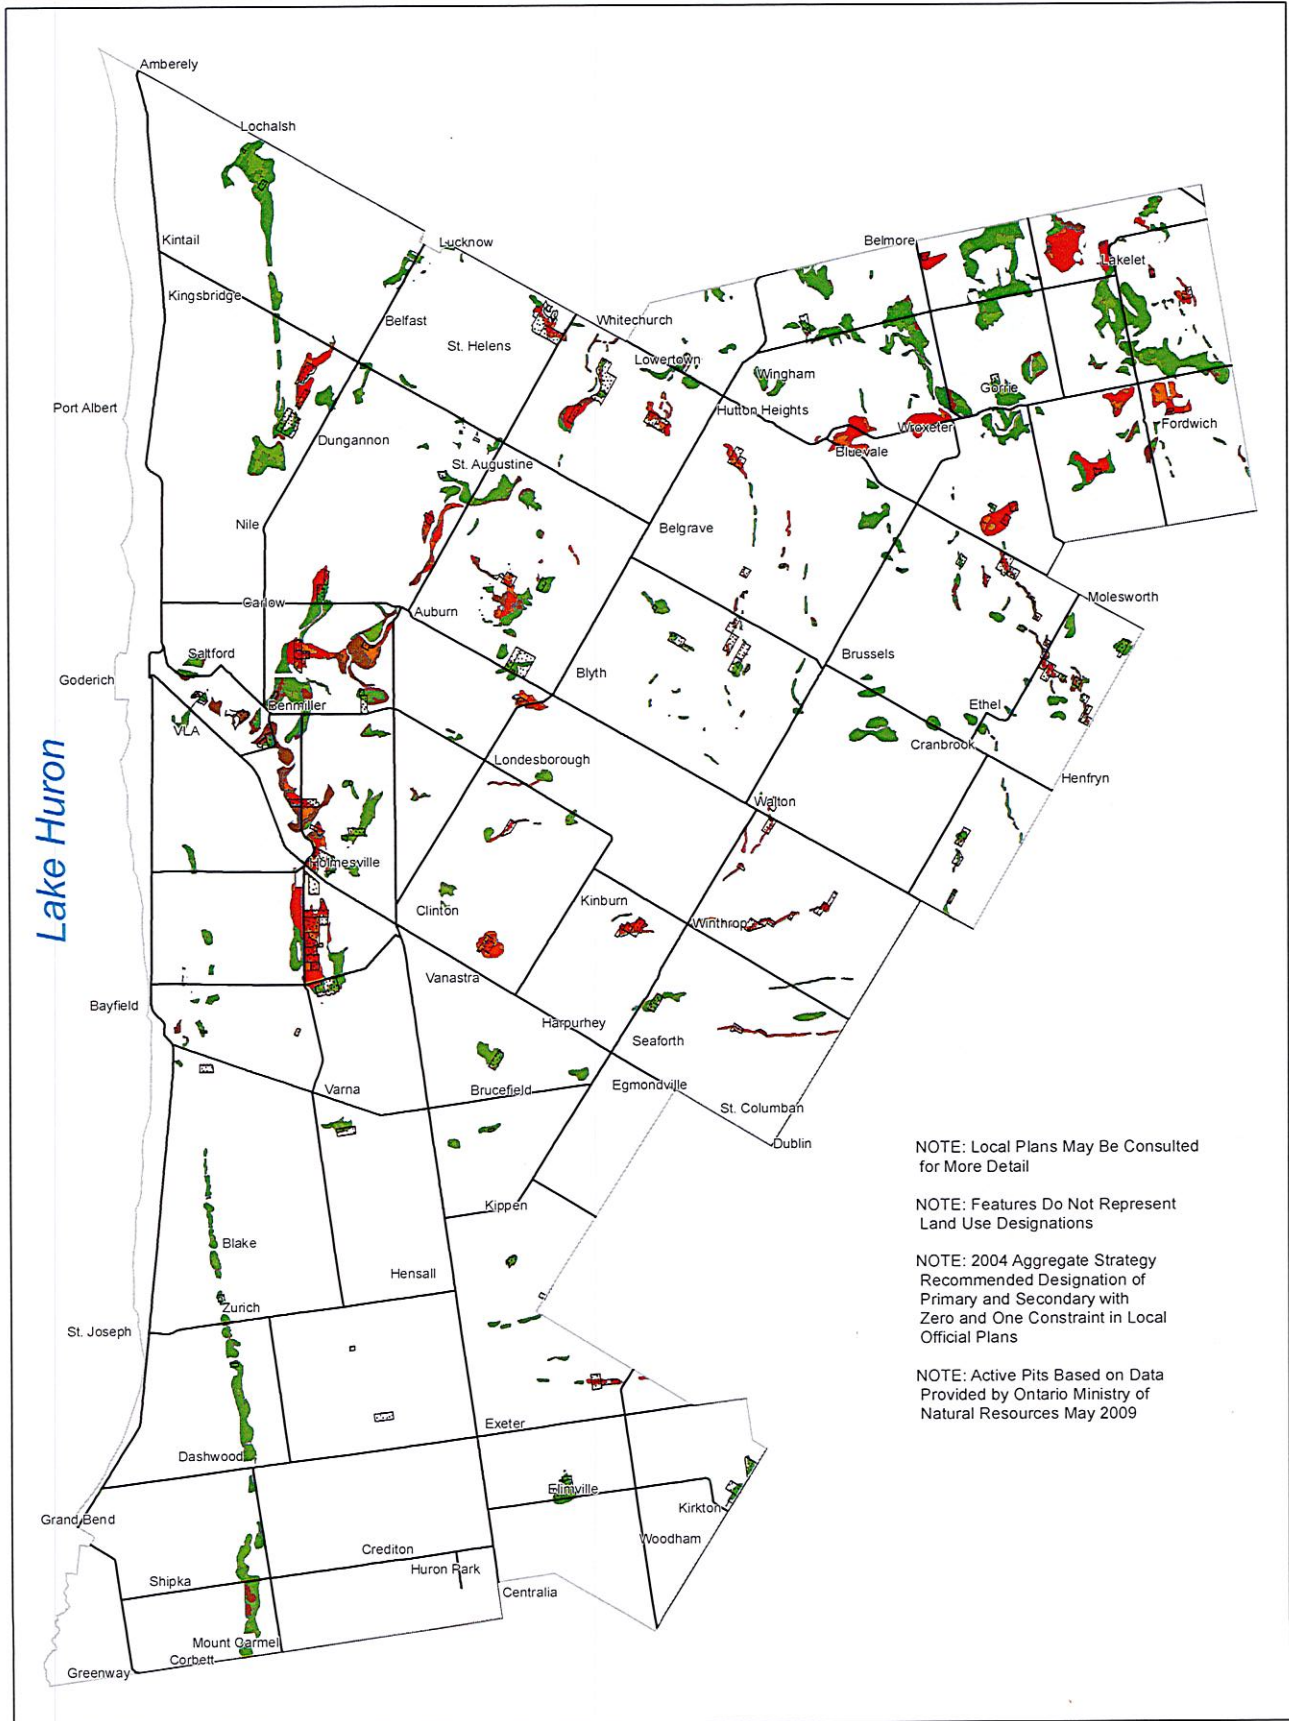 Amberely
Lochalsh
Kintail
Lucknow
Belmore
Lakelet
Kingsbridge
Belfast
St. Helens
Whitechurch
Lowertown
Wingham
Gorrie
Port Albert
Hutton Heights
Wroxeter
Fordwich
Dungannon
Bluevale
St. Augustine
Nile
Belgrave
Carlow
Auburn
Molesworth
Saltford
Brussels
Goderich
Blyth
Benmiller
Ethel
VLA
Cranbrook
Londesborough
Henfryn
Walton
Lake Huron
Holmesville
Clinton
Kinburn
Winthrop
Vanastra
Bayfield
Harpurhey
Seaforth
Varna
Brucefield
Egmondville
St. Columban
Dublin
NOTE: Local Plans May Be Consulted
for More Detail
NOTE: Features Do Not Represent
Land Use Designations
NOTE: 2004 Aggregate Strategy
Recommended Designation of
Primary and Secondary with
Zero and One Constraint in Local
Official Plans
NOTE: Active Pits Based on Data
Provided by Ontario Ministry of
Natural Resources May 2009
Kippen
Blake
Hensall
Zurich
St. Joseph
Exeter
Dashwood
Elimville
Kirkton
Grand Bend
Woodham
Crediton
Huron Park
Shipka
Centralia
Mount Carmel
Corbett
Greenway